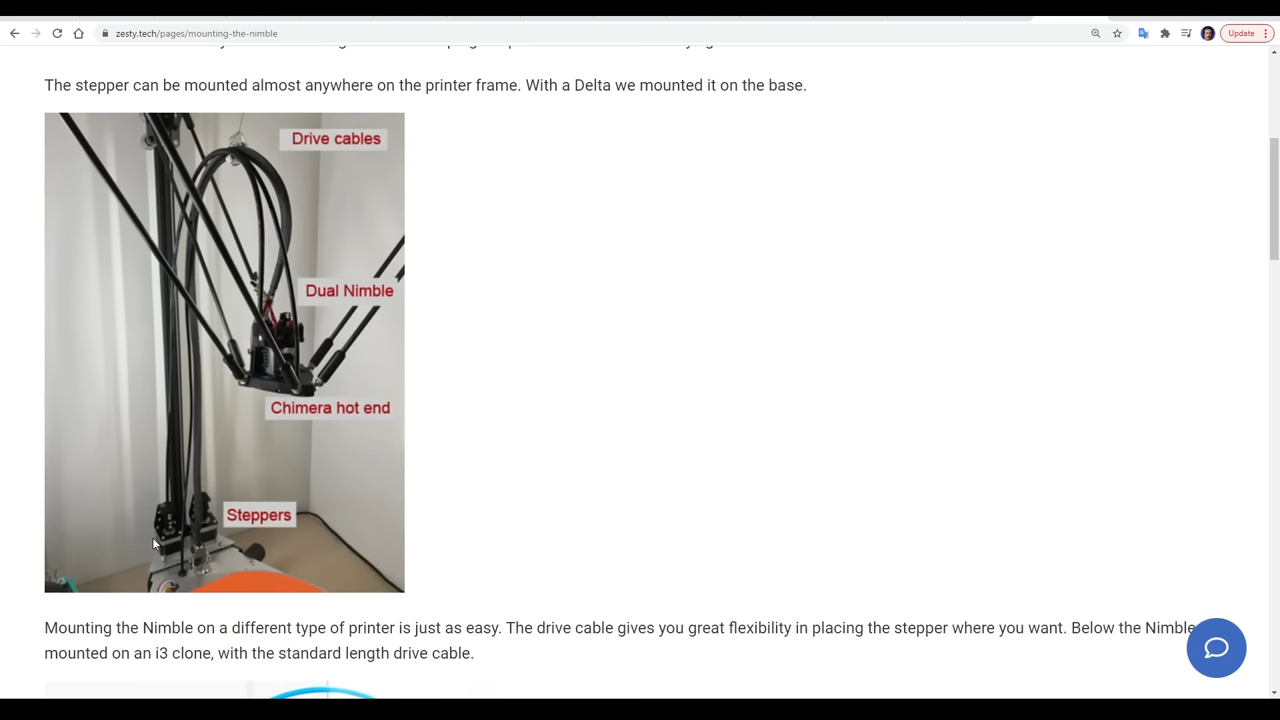 zesty.tech/pages/mounting-the-nimble
Update
The stepper can be mounted almost anywhere on the printer frame. With a Delta we mounted it on the base.
Drive cables
Dual Nimble
Chimera hot end
Steppers
Mounting the Nimble on a different type of printer is just as easy. The drive cable gives you great flexibility in placing the stepper where you want. Below the Nimble
mounted on an i3 clone, with the standard length drive cable.